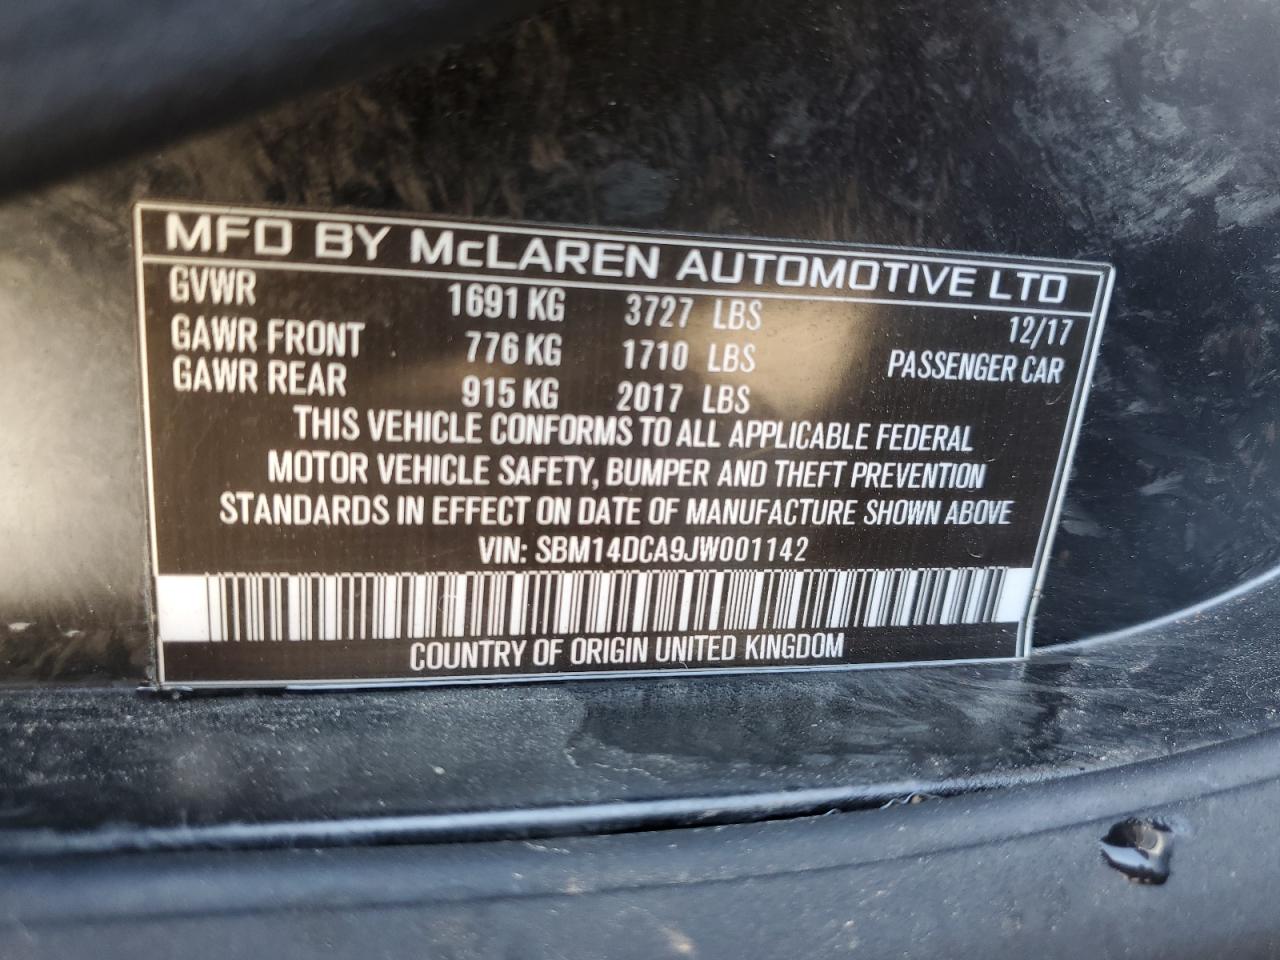 MFD BY McLAREN AUTOMOTIVE LTD
GVWR 1691 KG 3727 LBS 12/17
GAWR FRONT 776 KG 1710 LBS PASSENGER CAR
GAWR REAR 915 KG 2017 LBS
THIS VEHICLE CONFORMS TO ALL APPLICABLE FEDERAL
MOTOR VEHICLE SAFETY, BUMPER AND THEFT PREVENTION
STANDARDS IN EFFECT ON DATE OF MANUFACTURE SHOWN ABOVE
VIN: SBM14DCA9JW001142
COUNTRY OF ORIGIN UNITED KINGDOM